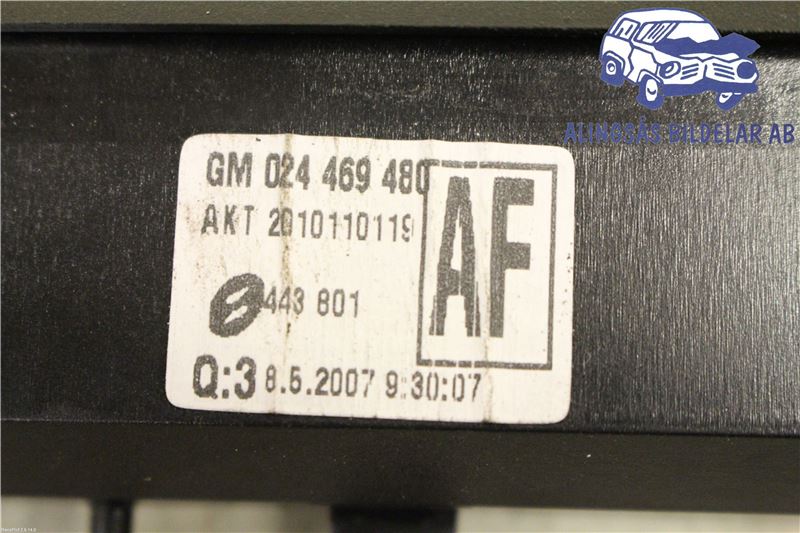 ALINGSÅS BILDELAR AB
GM 024 469 480
AKT 2010110119
AF
443 801
Q:3 8.5.2007 9:30:07